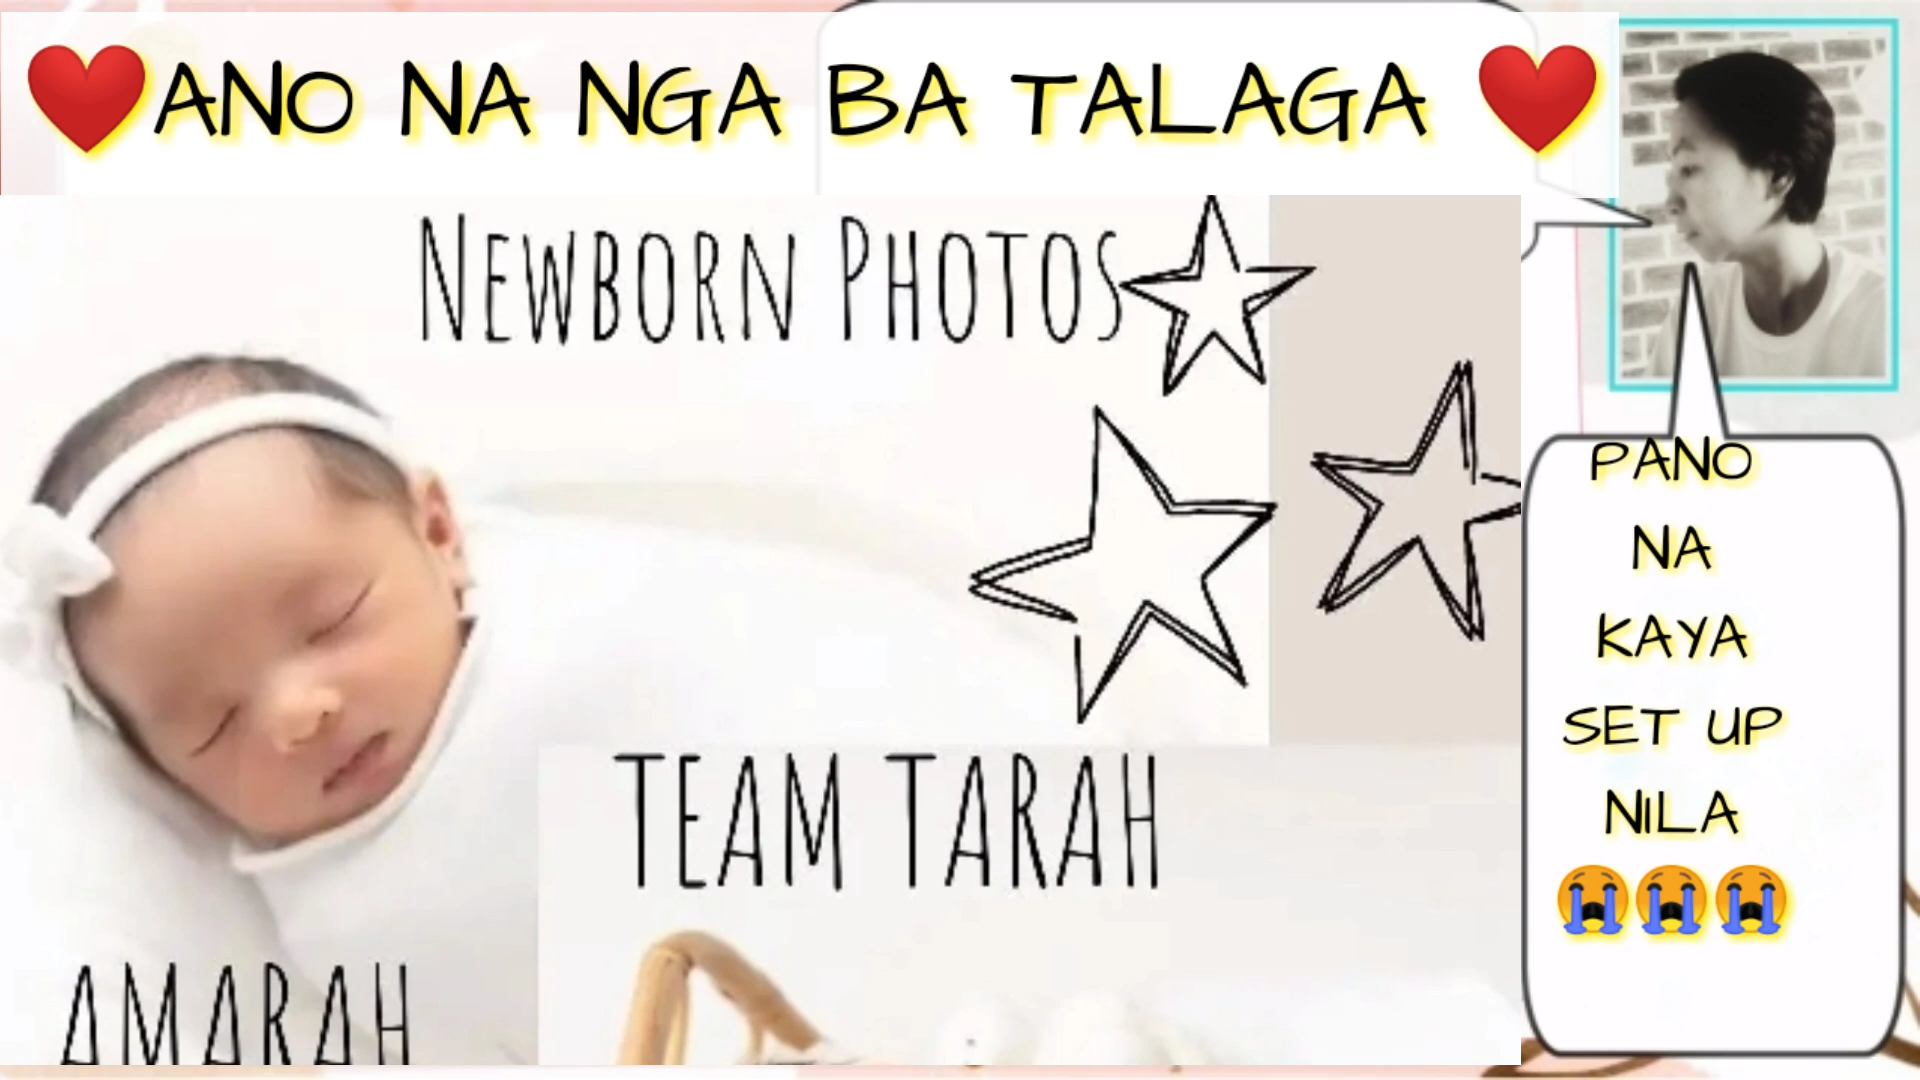 ❤️ANO NA NGA BA TALAGA ❤️
NEWBORN PHOTOS
PANO
NA
KAYA
SET UP
NILA
😭😭😭
TEAM TARAH
AMARAH